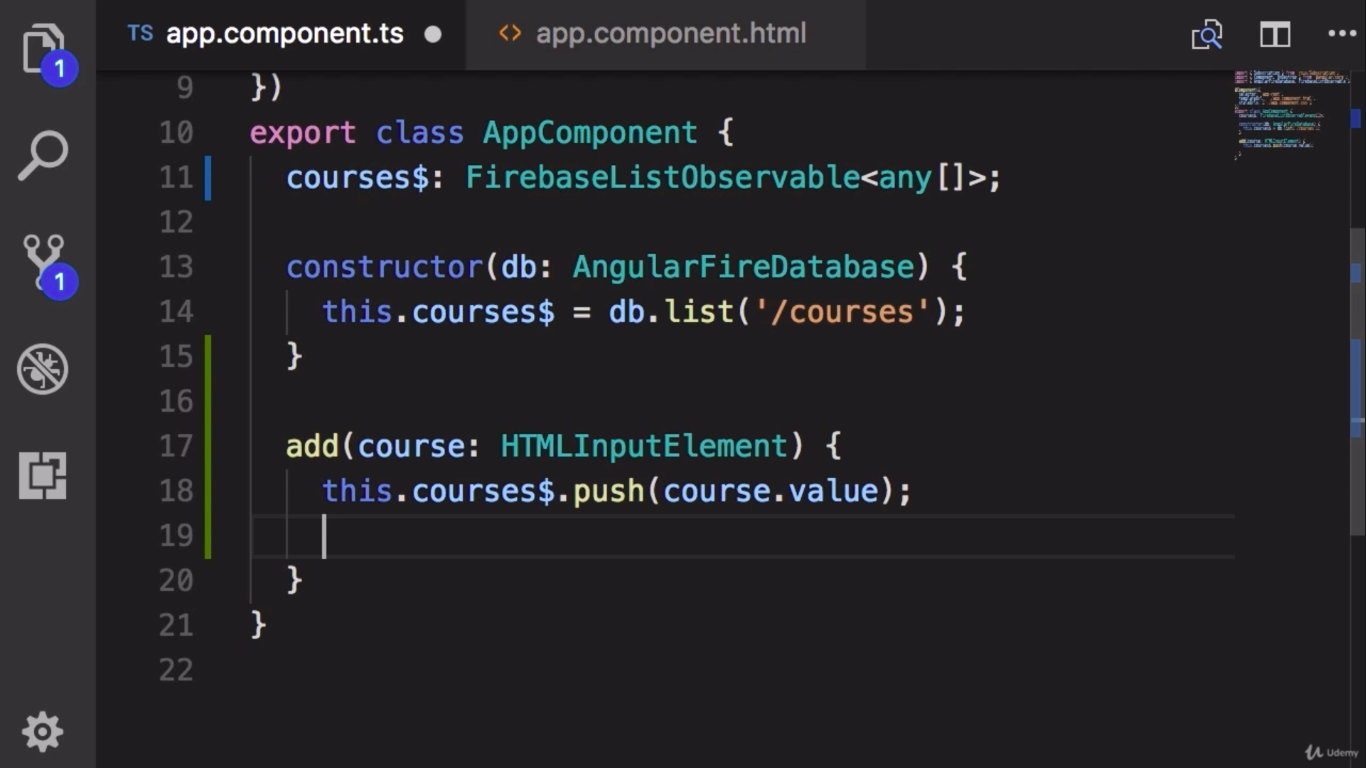 TS app.component.ts ● <> app.component.html
1
1
9 })
10 export class AppComponent {
11 courses$: FirebaseListObservable<any[]>;
12
13 constructor(db: AngularFireDatabase) {
14 this.courses$ = db.list('/courses');
15 }
16
17 add(course: HTMLInputElement) {
18 this.courses$.push(course.value);
19
20 }
21 }
22
Udemy